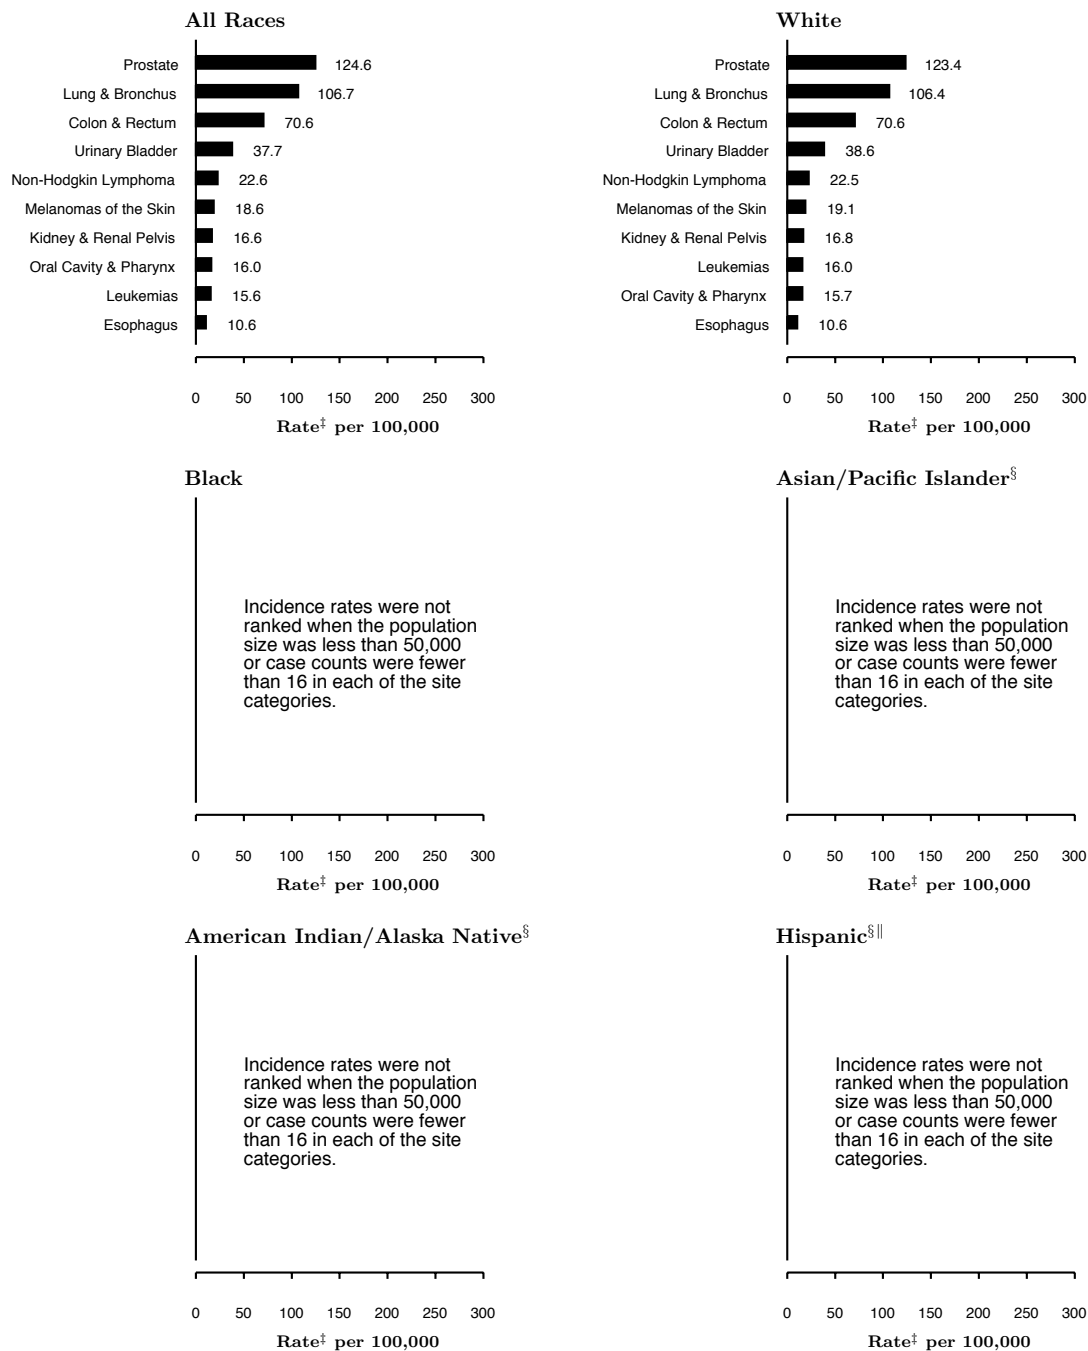 All Races
Prostate 124.6
Lung & Bronchus 106.7
Colon & Rectum 70.6
Urinary Bladder 37.7
Non-Hodgkin Lymphoma 22.6
Melanomas of the Skin 18.6
Kidney & Renal Pelvis 16.6
Oral Cavity & Pharynx 16.0
Leukemias 15.6
Esophagus 10.6
0 50 100 150 200 250 300
Rate‡ per 100,000
White
Prostate 123.4
Lung & Bronchus 106.4
Colon & Rectum 70.6
Urinary Bladder 38.6
Non-Hodgkin Lymphoma 22.5
Melanomas of the Skin 19.1
Kidney & Renal Pelvis 16.8
Leukemias 16.0
Oral Cavity & Pharynx 15.7
Esophagus 10.6
0 50 100 150 200 250 300
Rate‡ per 100,000
Black
Incidence rates were not
ranked when the population
size was less than 50,000
or case counts were fewer
than 16 in each of the site
categories.
0 50 100 150 200 250 300
Rate‡ per 100,000
Asian/Pacific Islander§
Incidence rates were not
ranked when the population
size was less than 50,000
or case counts were fewer
than 16 in each of the site
categories.
0 50 100 150 200 250 300
Rate‡ per 100,000
American Indian/Alaska Native§
Incidence rates were not
ranked when the population
size was less than 50,000
or case counts were fewer
than 16 in each of the site
categories.
0 50 100 150 200 250 300
Rate‡ per 100,000
Hispanic§‖
Incidence rates were not
ranked when the population
size was less than 50,000
or case counts were fewer
than 16 in each of the site
categories.
0 50 100 150 200 250 300
Rate‡ per 100,000